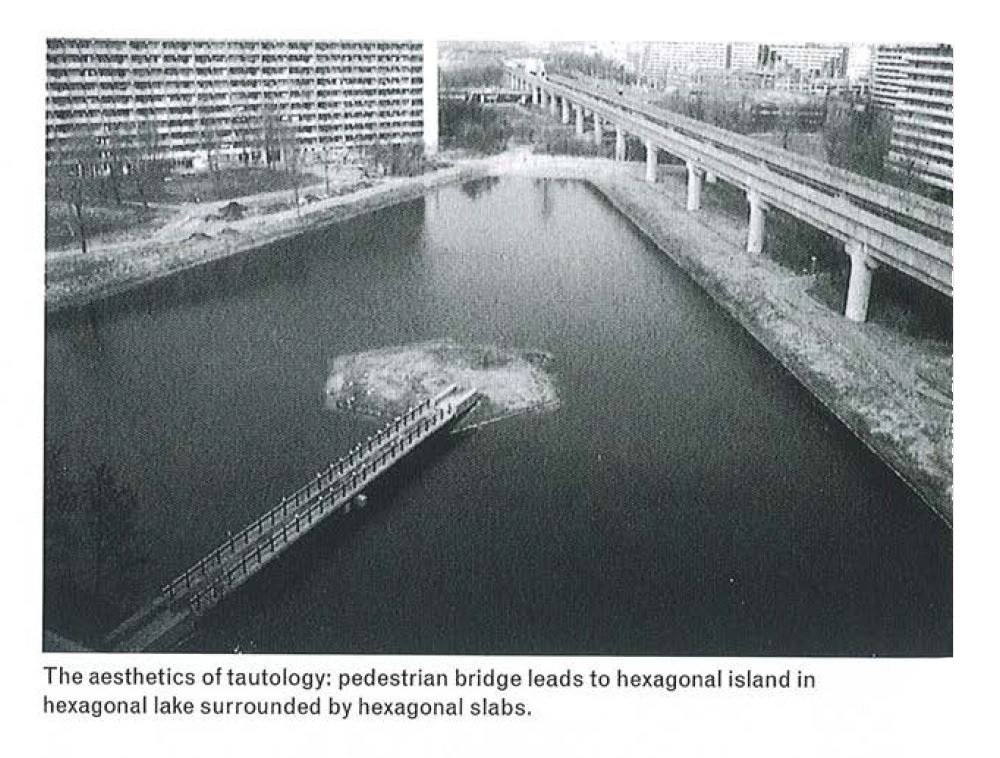 The aesthetics of tautology: pedestrian bridge leads to hexagonal island in
hexagonal lake surrounded by hexagonal slabs.